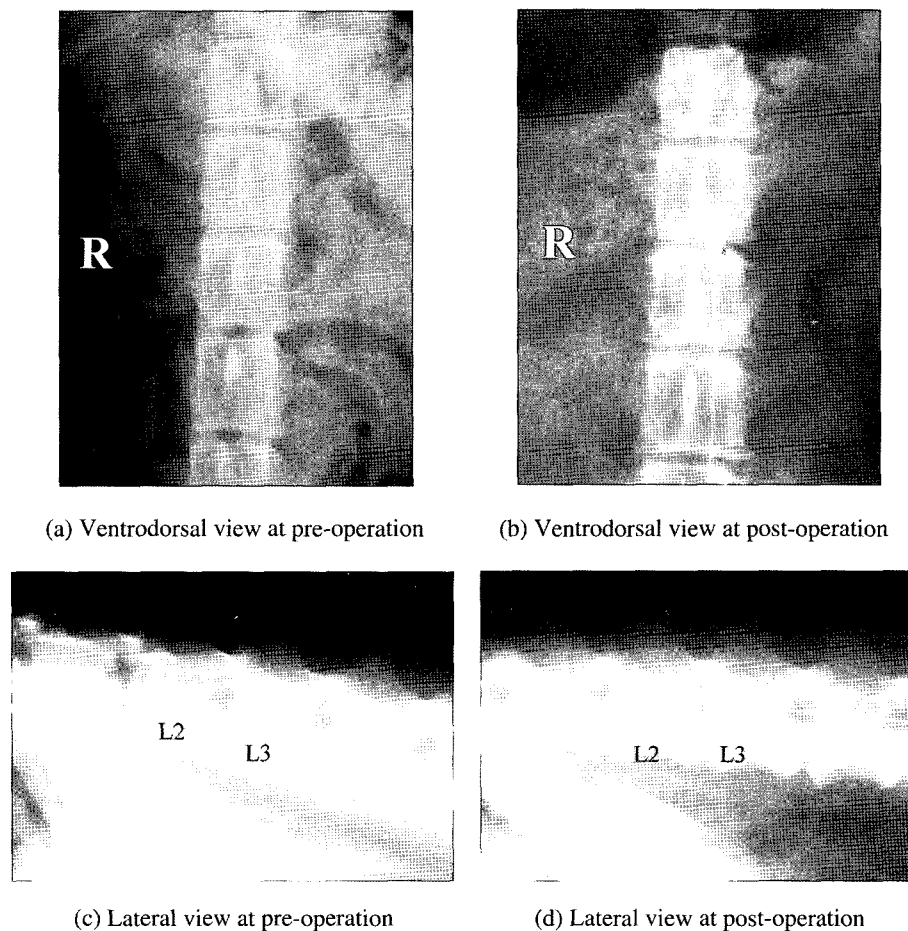 R
R
(a) Ventrodorsal view at pre-operation
(b) Ventrodorsal view at post-operation
L2
L3
L2
L3
(c) Lateral view at pre-operation
(d) Lateral view at post-operation